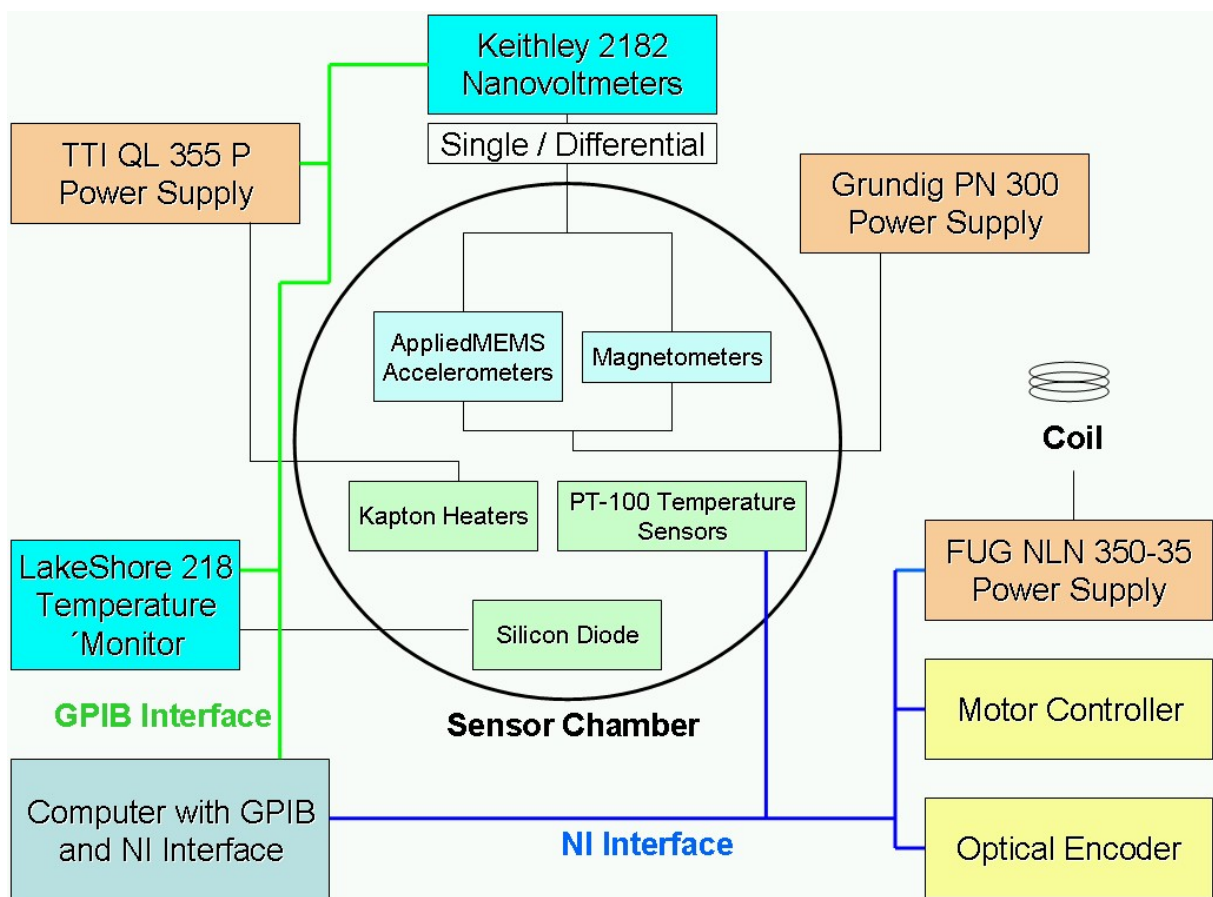 Keithley 2182
Nanovoltmeters
Single / Differential
TTI QL 355 P
Power Supply
Grundig PN 300
Power Supply
AppliedMEMS
Accelerometers
Magnetometers
Coil
Kapton Heaters
PT-100 Temperature
Sensors
FUG NLN 350-35
Power Supply
LakeShore 218
Temperature
´Monitor
Silicon Diode
GPIB Interface
Sensor Chamber
Motor Controller
Computer with GPIB
and NI Interface
NI Interface
Optical Encoder